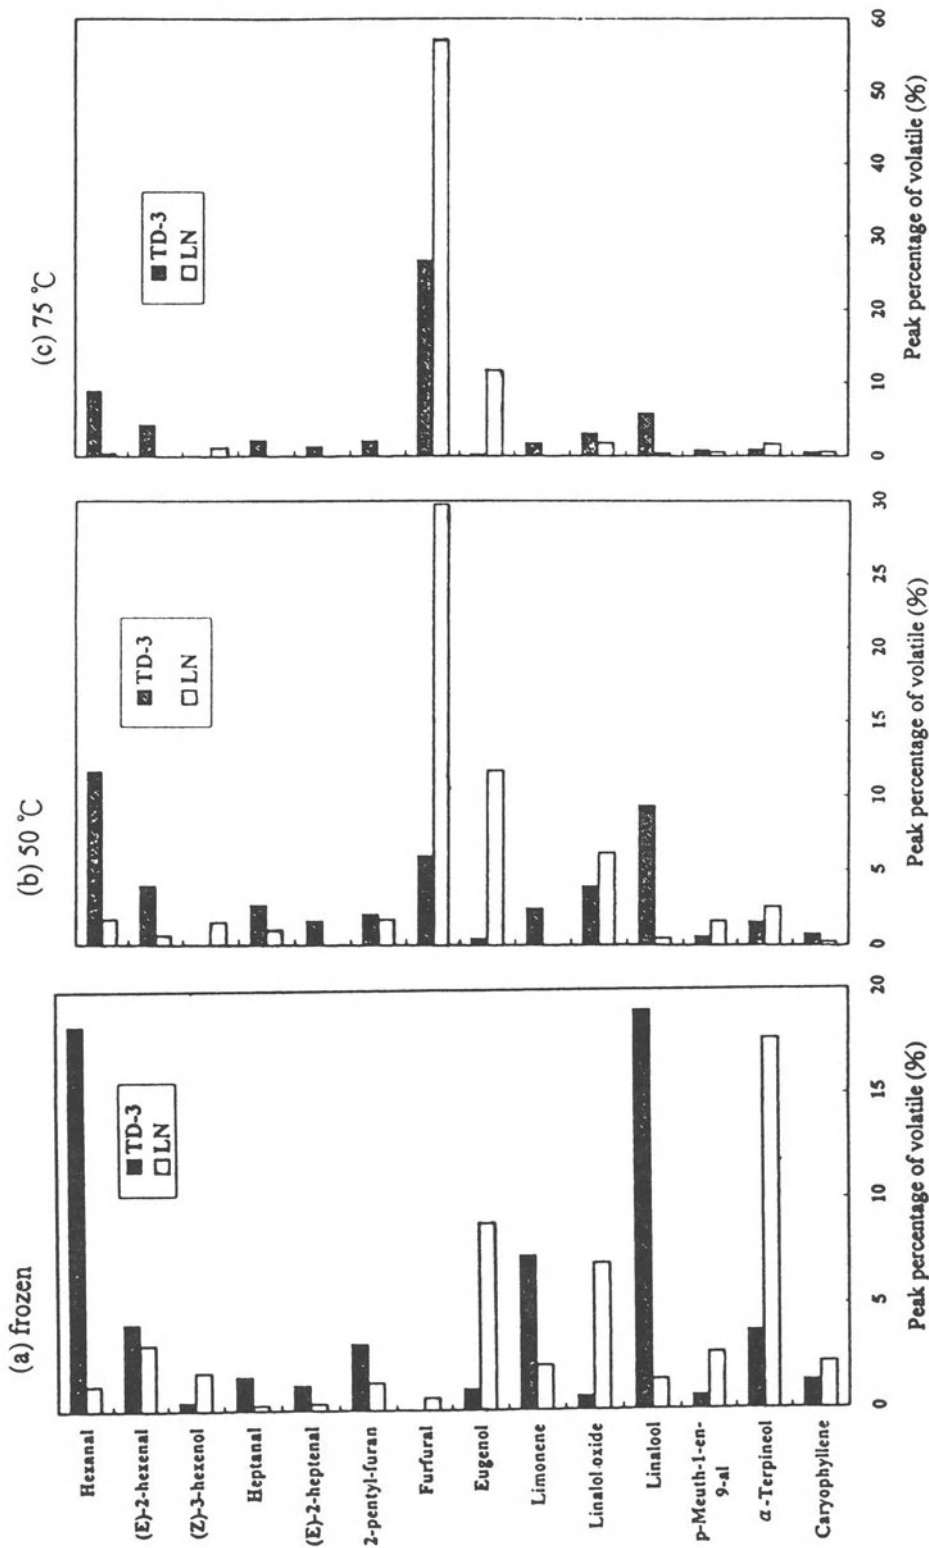 (a) frozen
TD-3
LN
Hexanal
(E)-2-hexenal
(Z)-3-hexenol
Heptanal
(E)-2-heptenal
2-pentyl-furan
Furfural
Eugenol
Limonene
Linalol oxide
Linalool
p-Meuth-1-en-
9-al
α-Terpineol
Caryophyllene
0
5
10
15
20
Peak percentage of volatile (%)
(b) 50 ℃
TD-3
LN
0
5
10
15
20
25
30
Peak percentage of volatile (%)
(c) 75 ℃
TD-3
LN
0
10
20
30
40
50
60
Peak percentage of volatile (%)